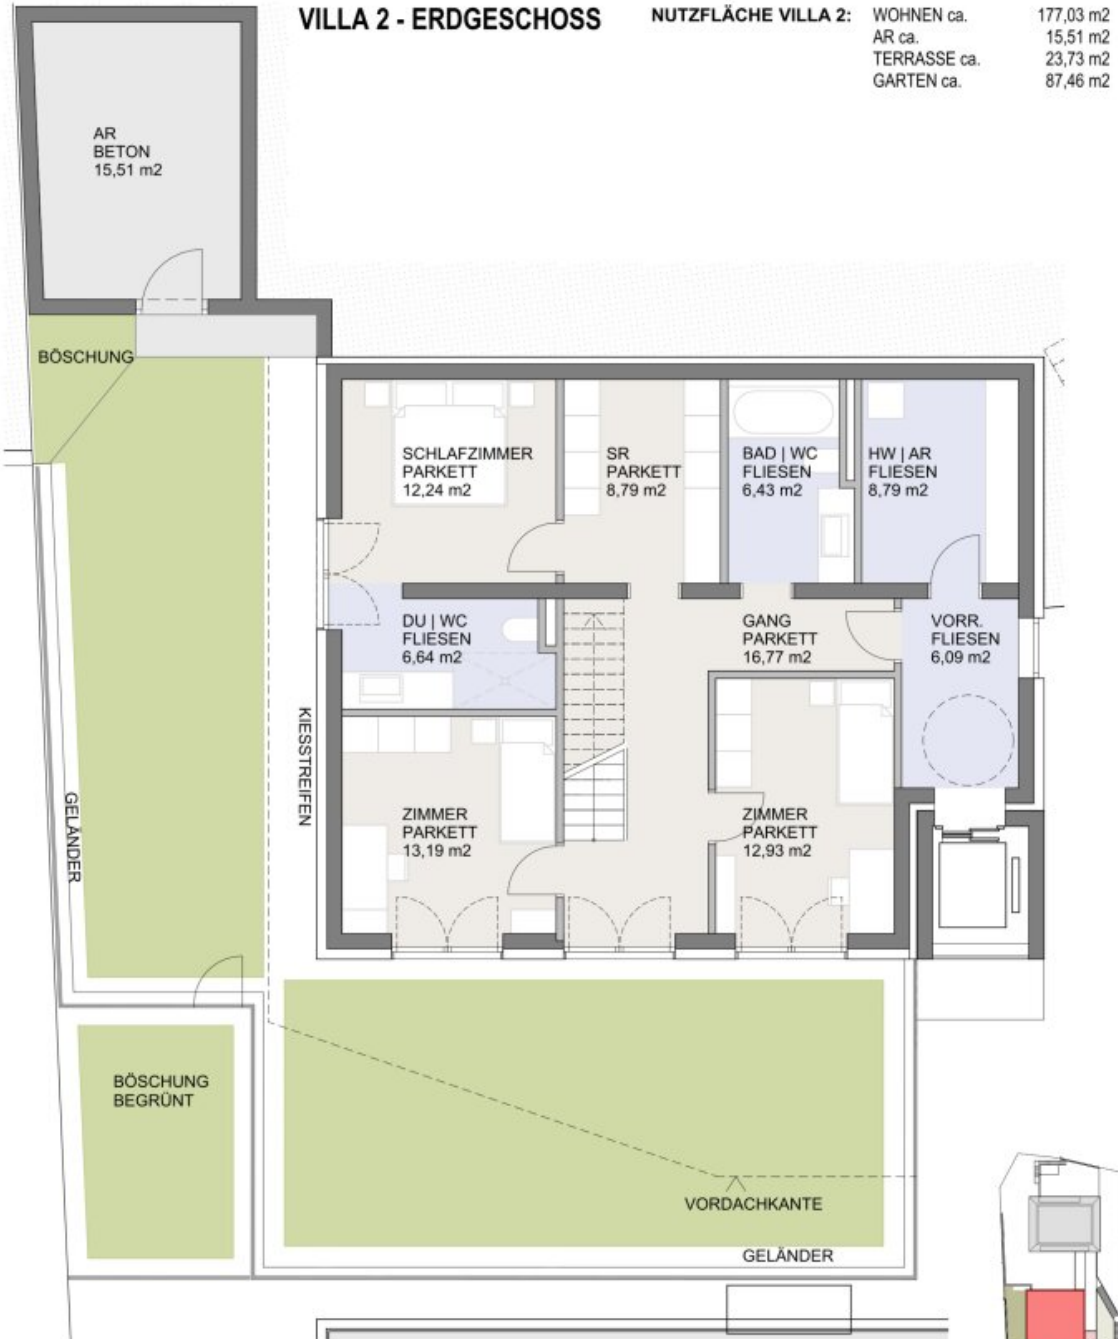 VILLA 2 - ERDGESCHOSS
NUTZFLÄCHE VILLA 2: WOHNEN ca. 177,03 m2
AR ca. 15,51 m2
TERRASSE ca. 23,73 m2
GARTEN ca. 87,46 m2
AR
BETON
15,51 m2
BÖSCHUNG
SCHLAFZIMMER
PARKETT
12,24 m2
SR
PARKETT
8,79 m2
BAD | WC
FLIESEN
6,43 m2
HW | AR
FLIESEN
8,79 m2
DU | WC
FLIESEN
6,64 m2
GANG
PARKETT
16,77 m2
VORR.
FLIESEN
6,09 m2
KIESSTREIFEN
GELÄNDER
ZIMMER
PARKETT
13,19 m2
ZIMMER
PARKETT
12,93 m2
BÖSCHUNG
BEGRÜNT
VORDACHKANTE
GELÄNDER